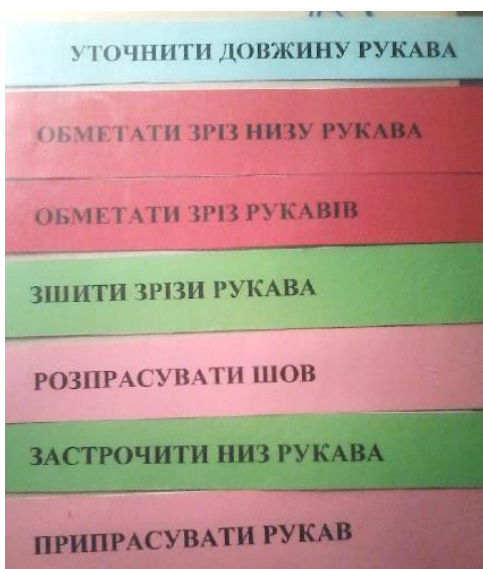 УТОЧНИТИ ДОВЖИНУ РУКАВА
ОБМЕТАТИ ЗРІЗ НИЗУ РУКАВА
ОБМЕТАТИ ЗРІЗ РУКАВІВ
ЗШИТИ ЗРІЗИ РУКАВА
РОЗПРАСУВАТИ ШОВ
ЗАСТРОЧИТИ НИЗ РУКАВА
ПРИПРАСУВАТИ РУКАВ